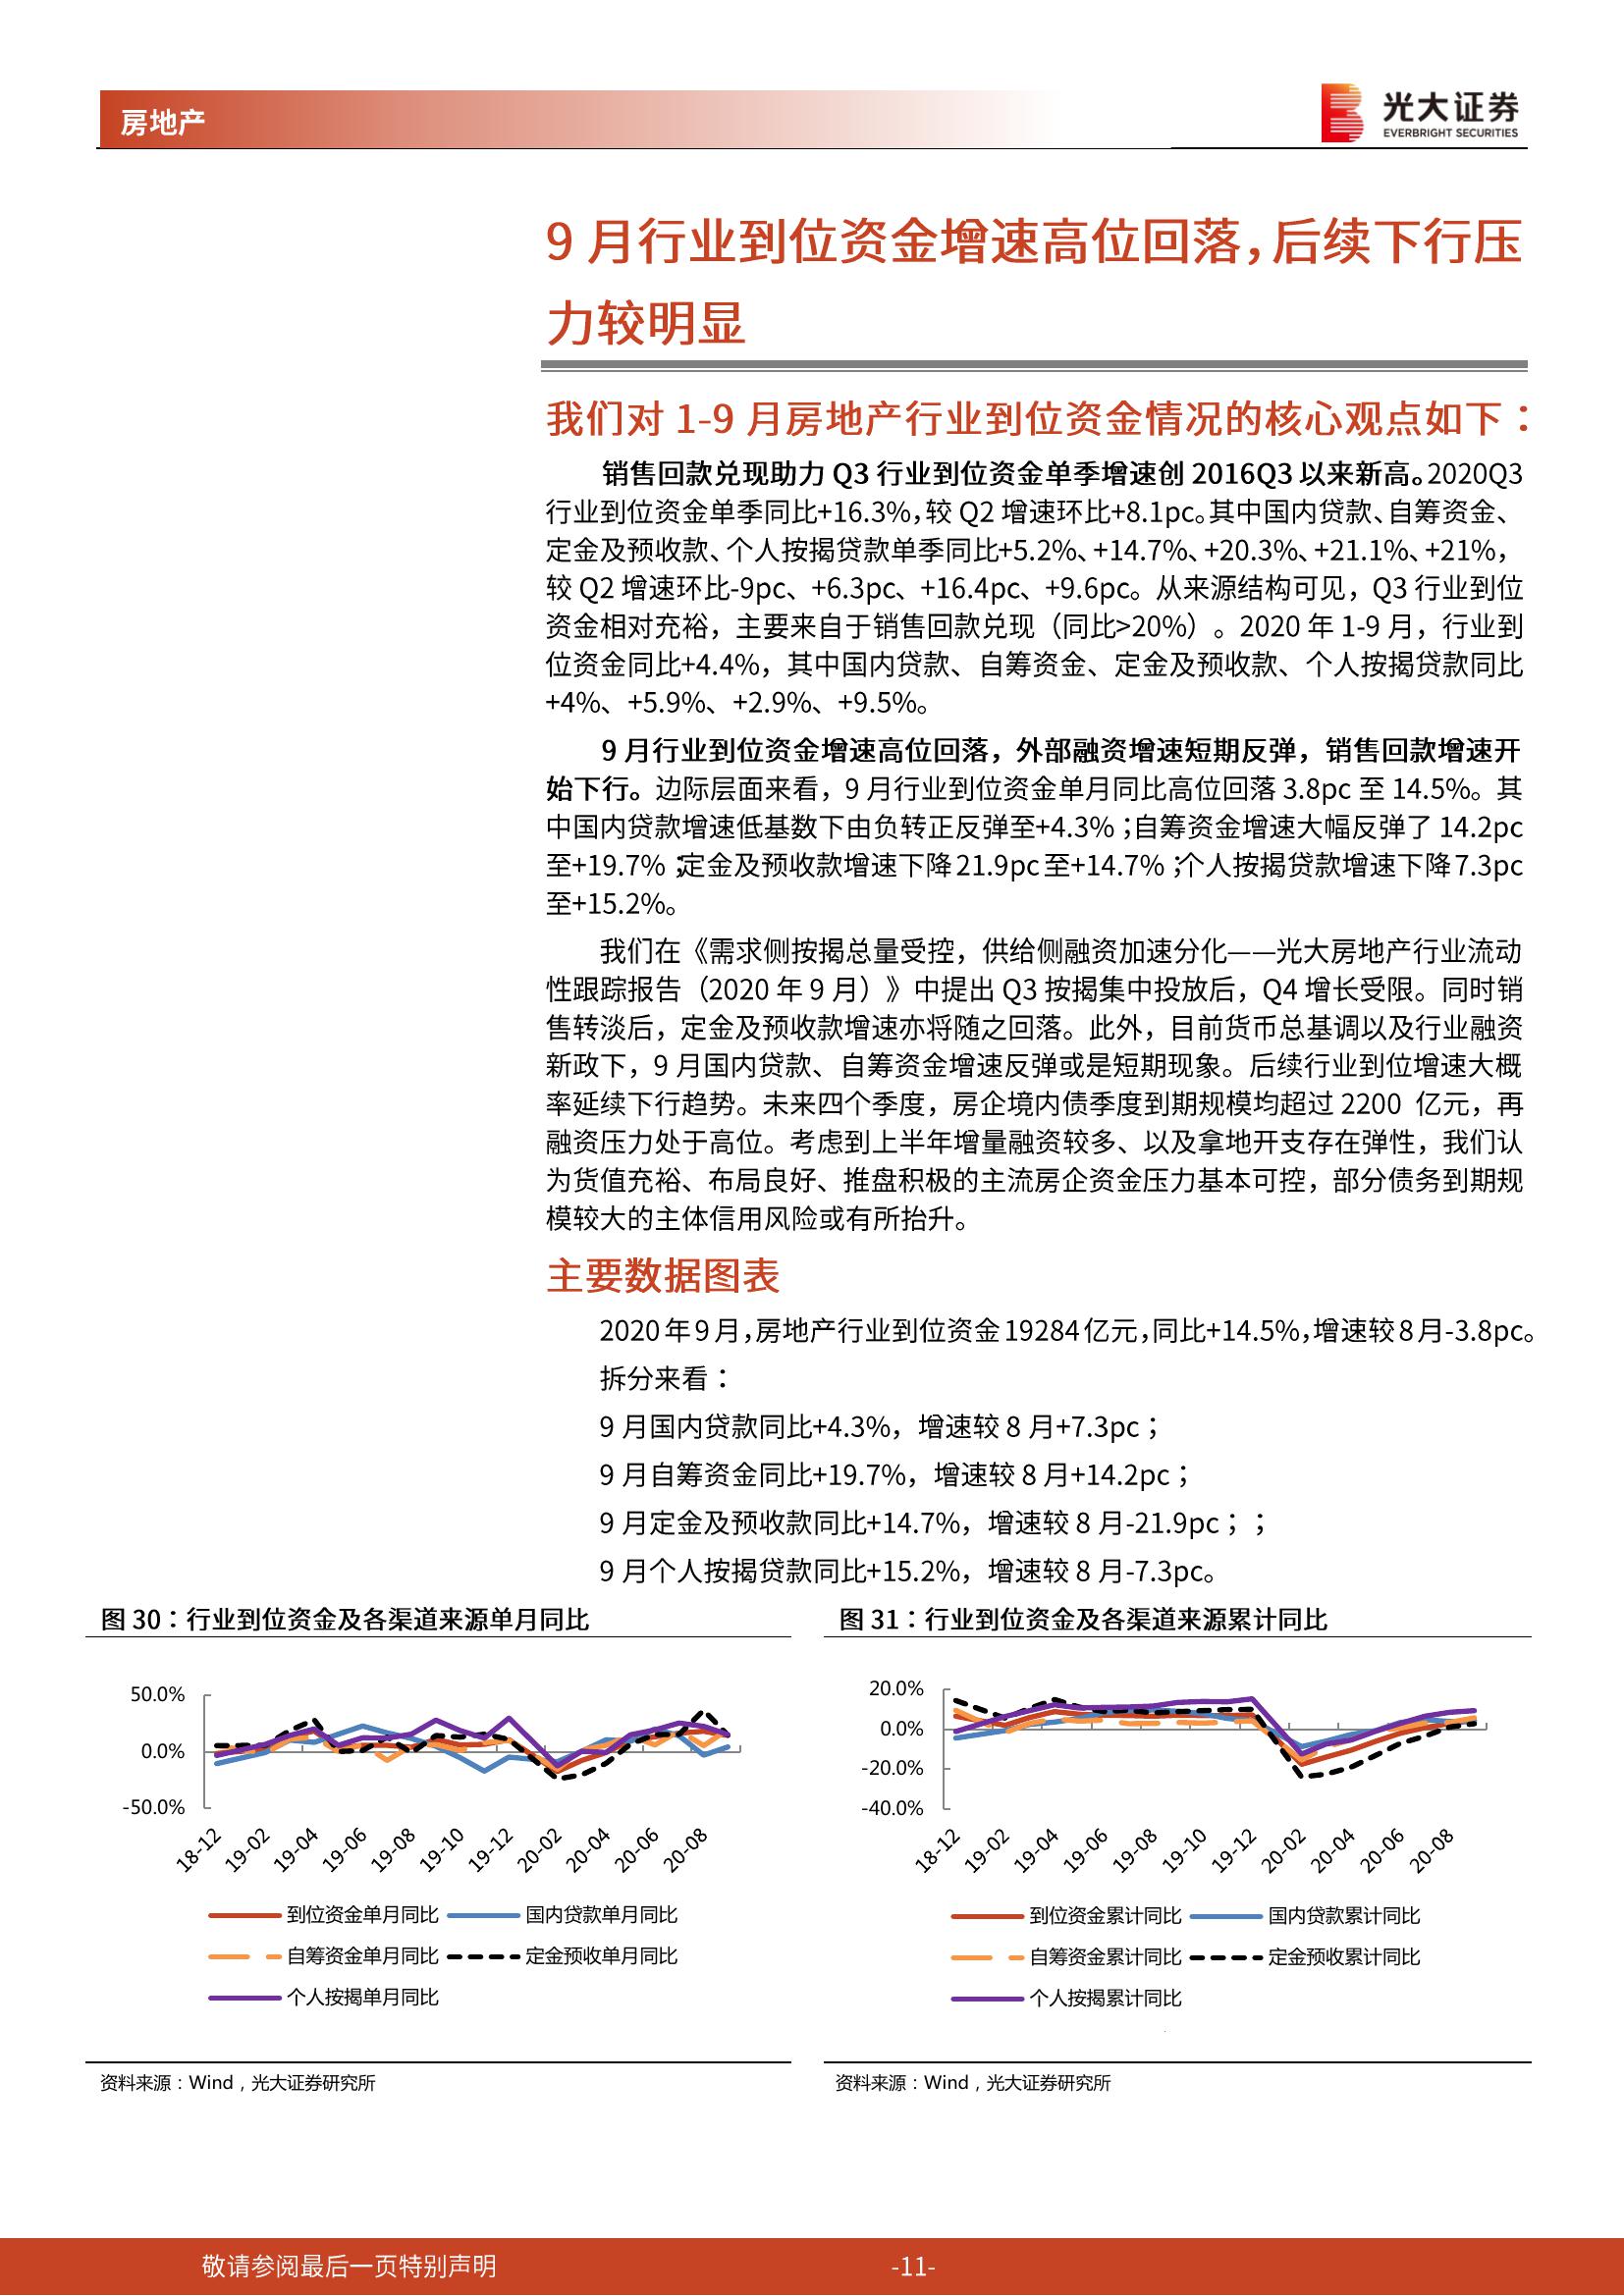 房地产
光大证券
EVERBRIGHT SECURITIES
9 月行业到位资金增速高位回落，后续下行压
力较明显
我们对 1-9 月房地产行业到位资金情况的核心观点如下：
销售回款兑现助力 Q3 行业到位资金单季增速创 2016Q3 以来新高。2020Q3
行业到位资金单季同比+16.3%，较 Q2 增速环比+8.1pc。其中国内贷款、自筹资金、
定金及预收款、个人按揭贷款单季同比+5.2%、+14.7%、+20.3%、+21.1%、+21%，
较 Q2 增速环比-9pc、+6.3pc、+16.4pc、+9.6pc。从来源结构可见，Q3 行业到位
资金相对充裕，主要来自于销售回款兑现（同比>20%）。2020 年 1-9 月，行业到
位资金同比+4.4%，其中国内贷款、自筹资金、定金及预收款、个人按揭贷款同比
+4%、+5.9%、+2.9%、+9.5%。
9 月行业到位资金增速高位回落，外部融资增速短期反弹，销售回款增速开
始下行。边际层面来看，9 月行业到位资金单月同比高位回落 3.8pc 至 14.5%。其
中国内贷款增速低基数下由负转正反弹至+4.3%；自筹资金增速大幅反弹了 14.2pc
至+19.7%；定金及预收款增速下降 21.9pc 至+14.7%；个人按揭贷款增速下降 7.3pc
至+15.2%。
我们在《需求侧按揭总量受控，供给侧融资加速分化——光大房地产行业流动
性跟踪报告（2020 年 9 月）》中提出 Q3 按揭集中投放后，Q4 增长受限。同时销
售转淡后，定金及预收款增速亦将随之回落。此外，目前货币总基调以及行业融资
新政下，9 月国内贷款、自筹资金增速反弹或是短期现象。后续行业到位增速大概
率延续下行趋势。未来四个季度，房企境内债季度到期规模均超过 2200 亿元，再
融资压力处于高位。考虑到上半年增量融资较多、以及拿地开支存在弹性，我们认
为货值充裕、布局良好、推盘积极的主流房企资金压力基本可控，部分债务到期规
模较大的主体信用风险或有所抬升。
主要数据图表
2020 年 9 月，房地产行业到位资金 19284 亿元，同比+14.5%，增速较 8 月-3.8pc。
拆分来看：
9 月国内贷款同比+4.3%，增速较 8 月+7.3pc；
9 月自筹资金同比+19.7%，增速较 8 月+14.2pc；
9 月定金及预收款同比+14.7%，增速较 8 月-21.9pc；；
9 月个人按揭贷款同比+15.2%，增速较 8 月-7.3pc。
图 30：行业到位资金及各渠道来源单月同比
50.0%
0.0%
-50.0%
18-12 19-02 19-04 19-06 19-08 19-10 19-12 20-02 20-04 20-06 20-08
到位资金单月同比 国内贷款单月同比
自筹资金单月同比 定金预收单月同比
个人按揭单月同比
资料来源：Wind，光大证券研究所
图 31：行业到位资金及各渠道来源累计同比
20.0%
0.0%
-20.0%
-40.0%
18-12 19-02 19-04 19-06 19-08 19-10 19-12 20-02 20-04 20-06 20-08
到位资金累计同比 国内贷款累计同比
自筹资金累计同比 定金预收累计同比
个人按揭累计同比
资料来源：Wind，光大证券研究所
敬请参阅最后一页特别声明
-11-